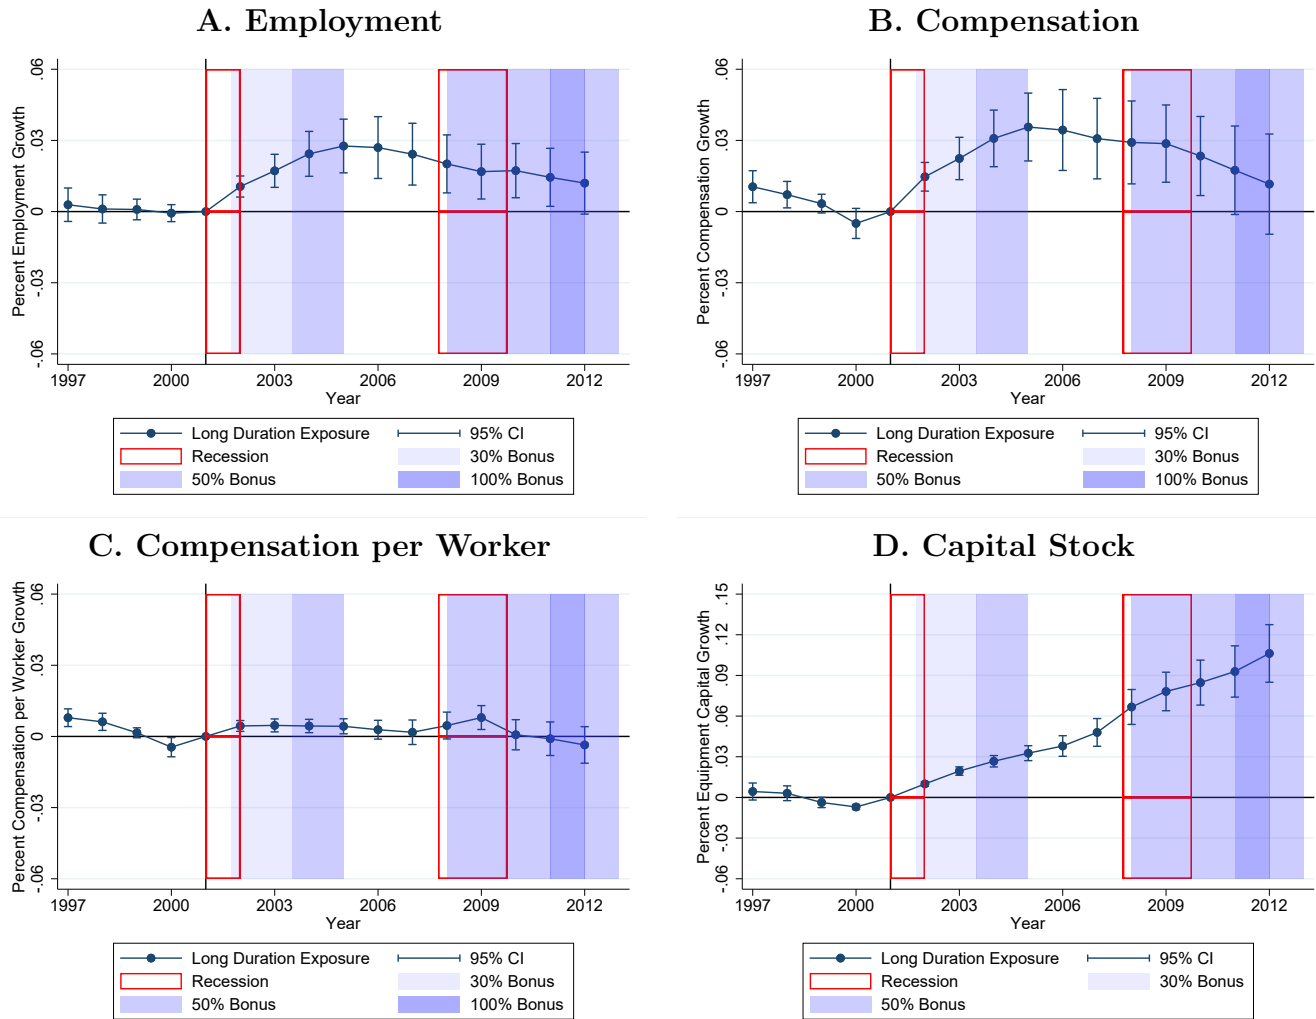 A. Employment
Percent Employment Growth
.06
.03
0
-.03
-.06
1997 2000 2003 2006 2009 2012
Year
Long Duration Exposure 95% CI
Recession 30% Bonus
50% Bonus 100% Bonus
B. Compensation
Percent Compensation Growth
.06
.03
0
-.03
-.06
1997 2000 2003 2006 2009 2012
Year
Long Duration Exposure 95% CI
Recession 30% Bonus
50% Bonus 100% Bonus
C. Compensation per Worker
Percent Compensation per Worker Growth
.06
.03
0
-.03
-.06
1997 2000 2003 2006 2009 2012
Year
Long Duration Exposure 95% CI
Recession 30% Bonus
50% Bonus 100% Bonus
D. Capital Stock
Percent Equipment Capital Growth
.15
.12
.09
.06
.03
0
-.03
-.06
1997 2000 2003 2006 2009 2012
Year
Long Duration Exposure 95% CI
Recession 30% Bonus
50% Bonus